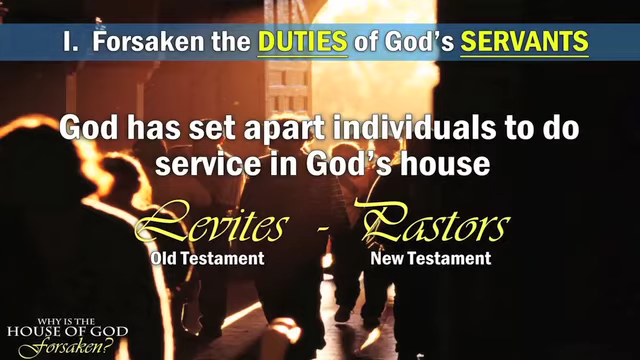 I. Forsaken the DUTIES of God's SERVANTS
God has set apart individuals to do
service in God's house
Levites - Pastors
Old Testament New Testament
WHY IS THE
HOUSE OF GOD
Forsaken?